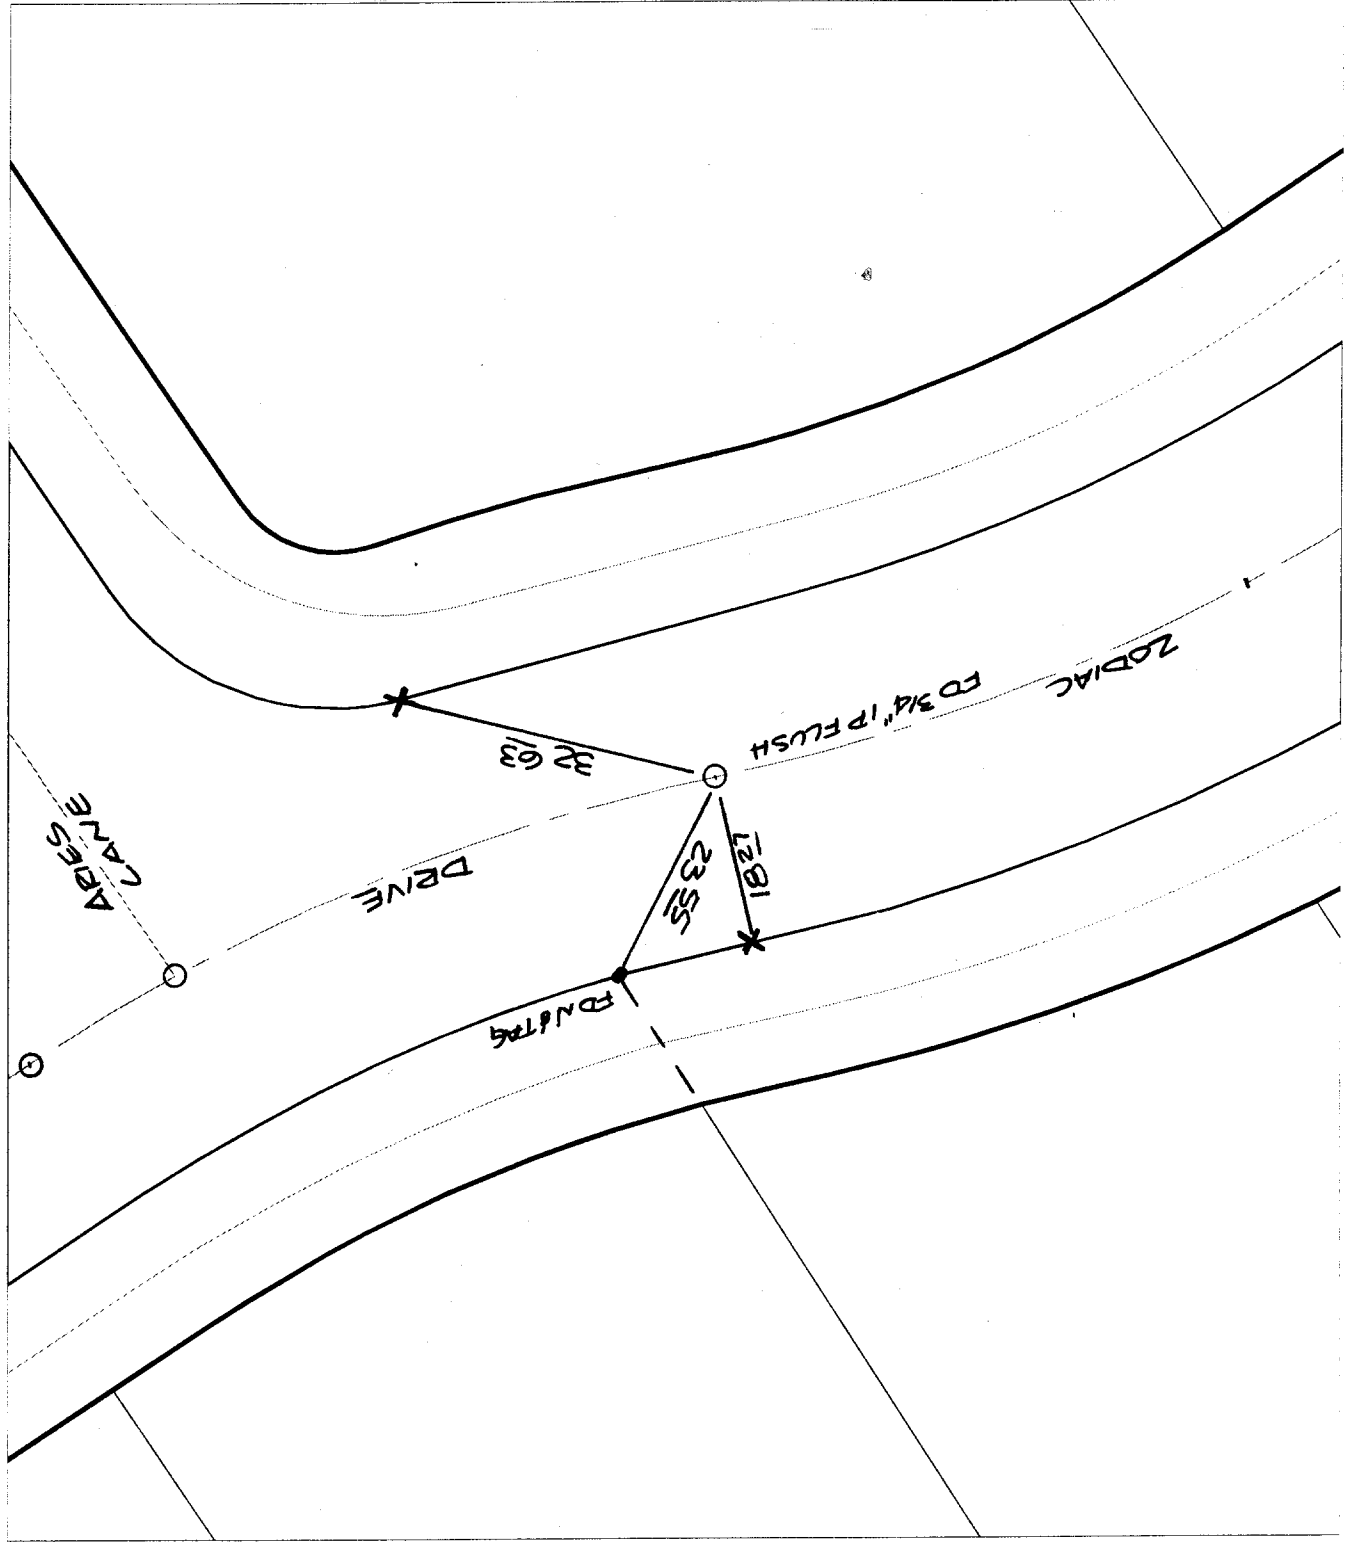 ZODIAC
DRIVE
FD 3/4" IP FLUSH
32 63
18 27
23 55
FD N & TAG
ARIES
LANE